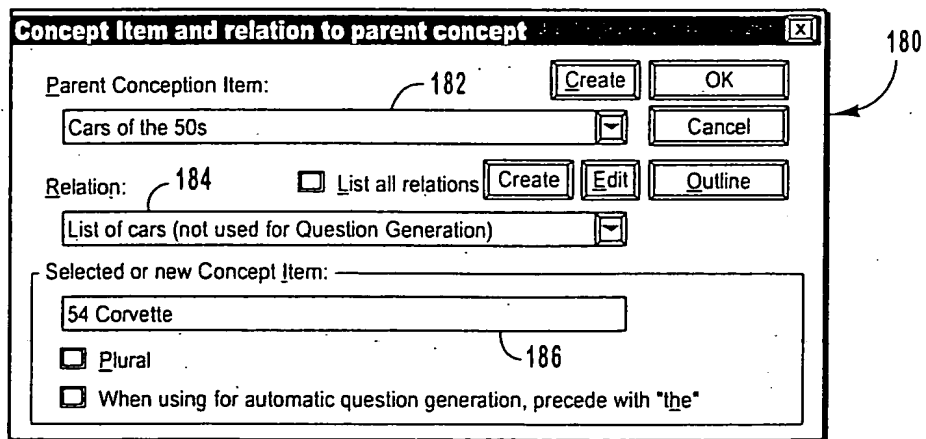 Concept Item and relation to parent concept x
180
Parent Conception Item: 182 Create OK
Cars of the 50s Cancel
Relation: 184 List all relations Create Edit Outline
List of cars (not used for Question Generation)
Selected or new Concept Item:
54 Corvette
Plural 186
When using for automatic question generation, precede with "the"